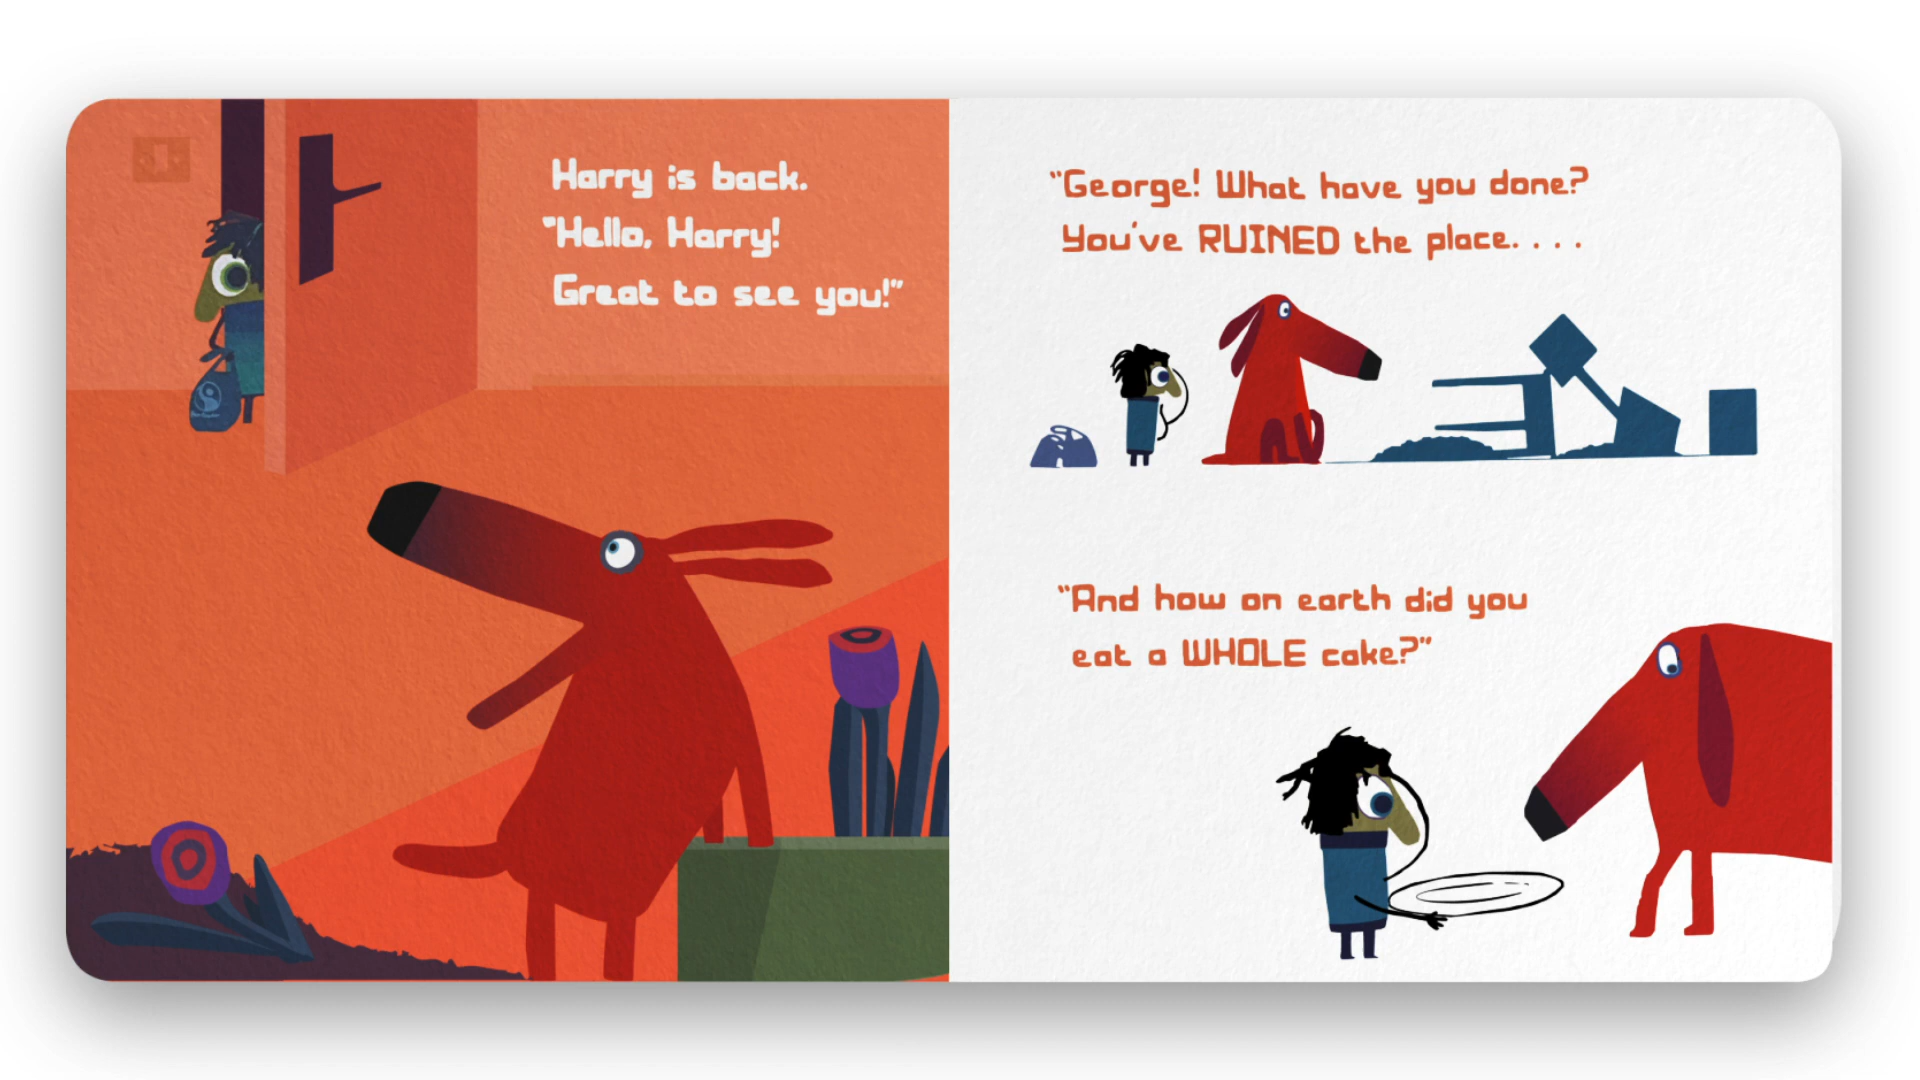 Harry is back.
“Hello, Harry!
Great to see you!”
“George! What have you done?
You've RUINED the place. . . .
“And how on earth did you
eat a WHOLE cake?”